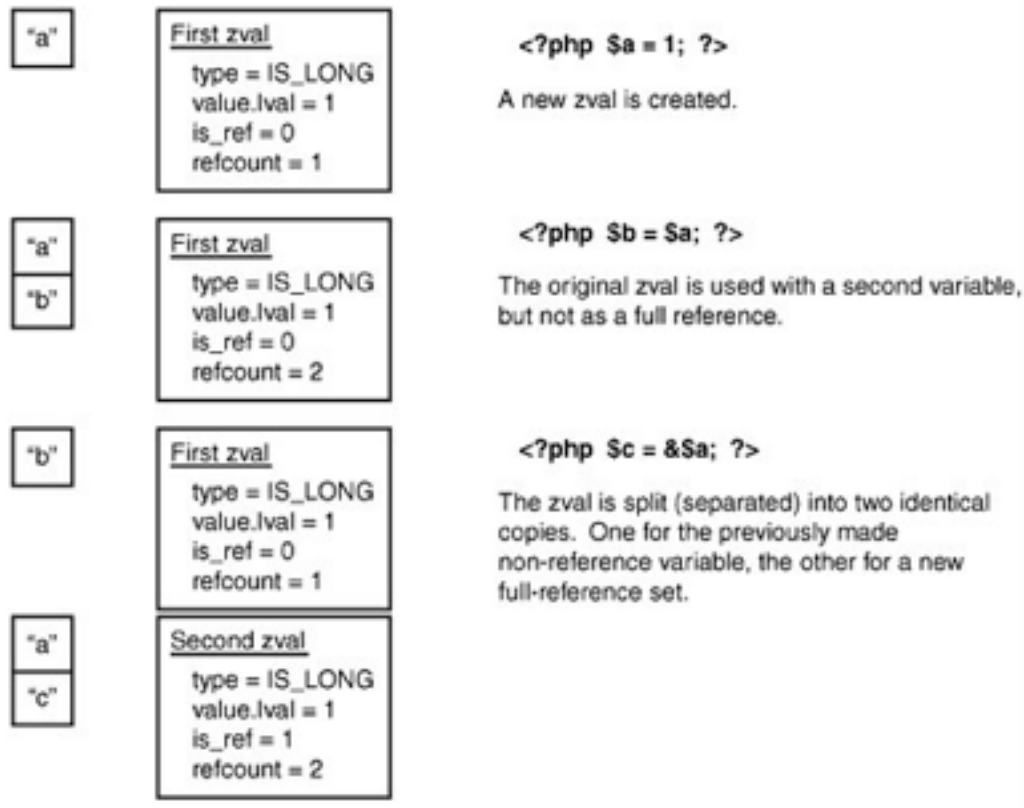 "a"
First zval
type = IS_LONG
value.lval = 1
is_ref = 0
refcount = 1
<?php $a = 1; ?>
A new zval is created.
"a"
"b"
First zval
type = IS_LONG
value.lval = 1
is_ref = 0
refcount = 2
<?php $b = $a; ?>
The original zval is used with a second variable,
but not as a full reference.
"b"
First zval
type = IS_LONG
value.lval = 1
is_ref = 0
refcount = 1
<?php $c = &$a; ?>
The zval is split (separated) into two identical
copies. One for the previously made
non-reference variable, the other for a new
full-reference set.
"a"
"c"
Second zval
type = IS_LONG
value.lval = 1
is_ref = 1
refcount = 2